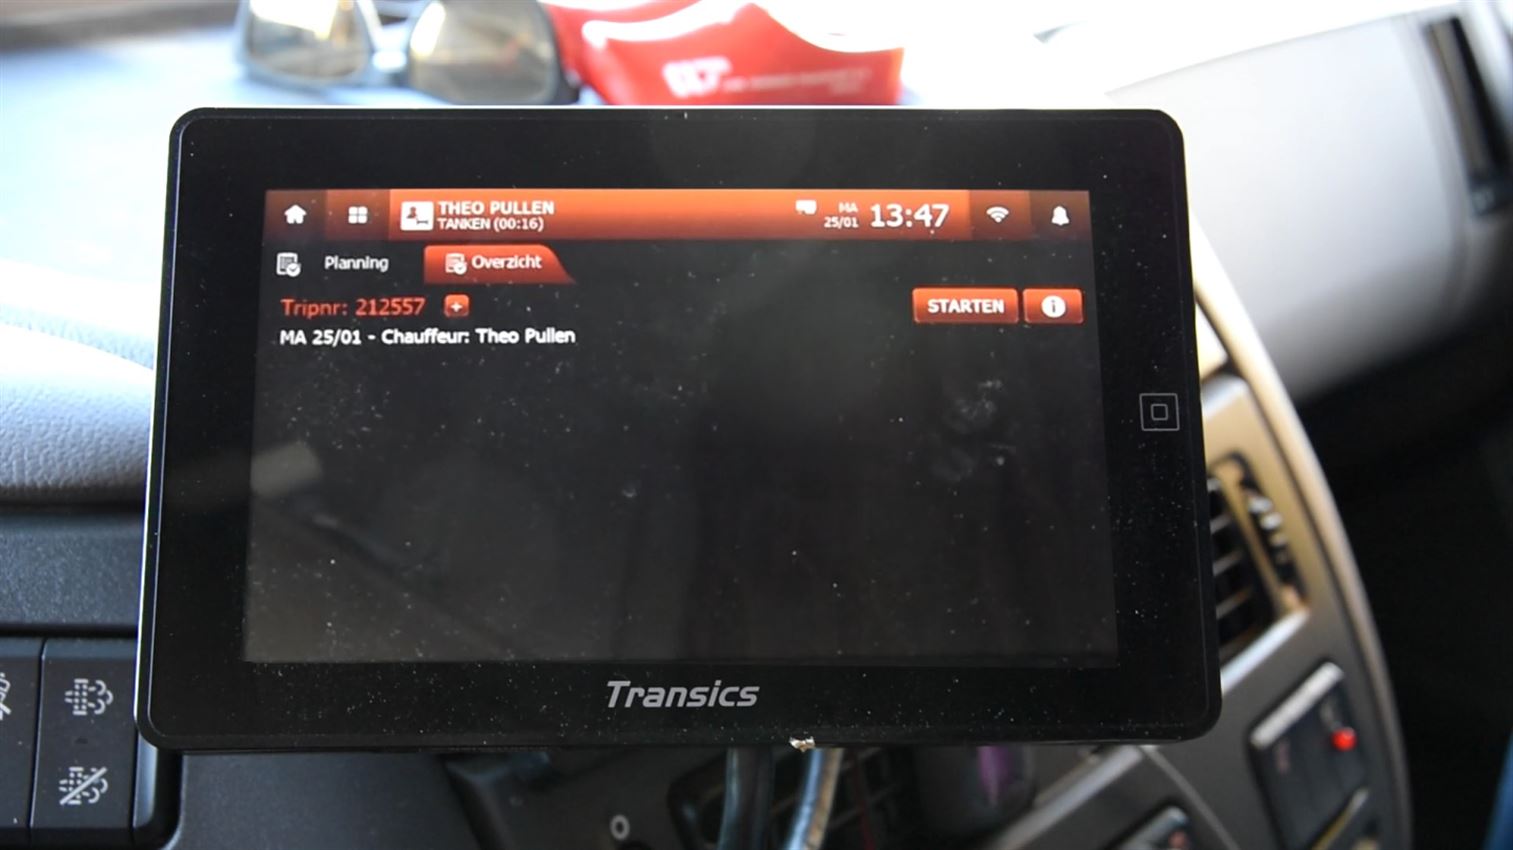 THEO PULLEN
TANKEN (00:16)
MA
25/01
13:47
Planning
Overzicht
Tripnr: 212557
STARTEN
MA 25/01 - Chauffeur: Theo Pullen
Transics